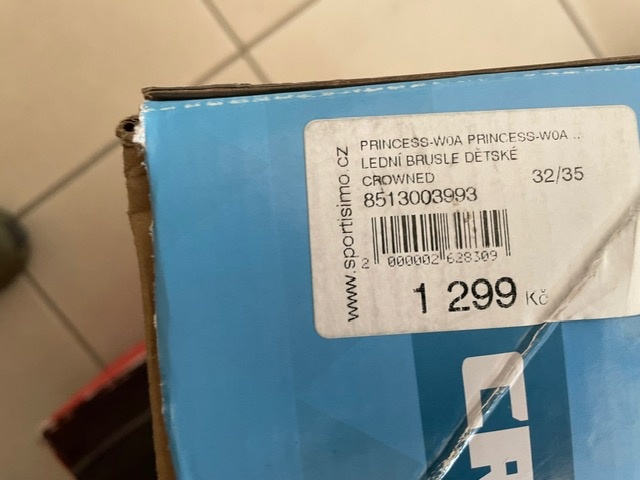 www.sportisimo.cz
PRINCESS-W0A PRINCESS-W0A ..
LEDNÍ BRUSLE DĚTSKÉ
CROWNED 32/35
8513003993
2 000002 628309
1 299 Kč
CR